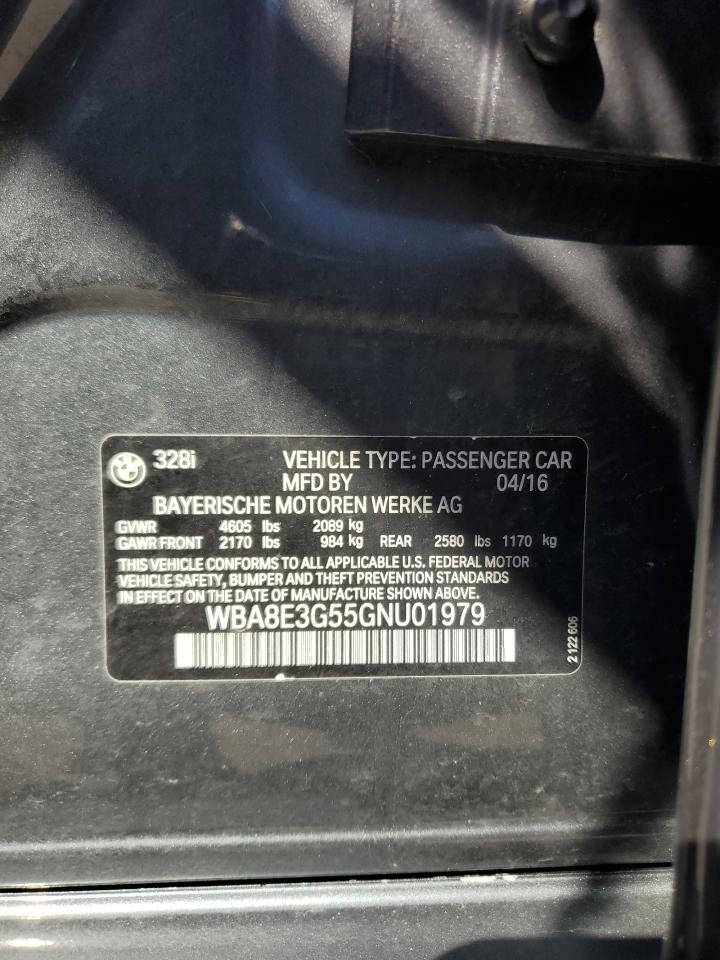 328i VEHICLE TYPE: PASSENGER CAR
MFD BY 04/16
BAYERISCHE MOTOREN WERKE AG
GVWR 4605 lbs 2089 kg
GAWR FRONT 2170 lbs 984 kg REAR 2580 lbs 1170 kg
THIS VEHICLE CONFORMS TO ALL APPLICABLE U.S. FEDERAL MOTOR
VEHICLE SAFETY, BUMPER AND THEFT PREVENTION STANDARDS
IN EFFECT ON THE DATE OF MANUFACTURE SHOWN ABOVE.
WBA8E3G55GNU01979
2 122 606